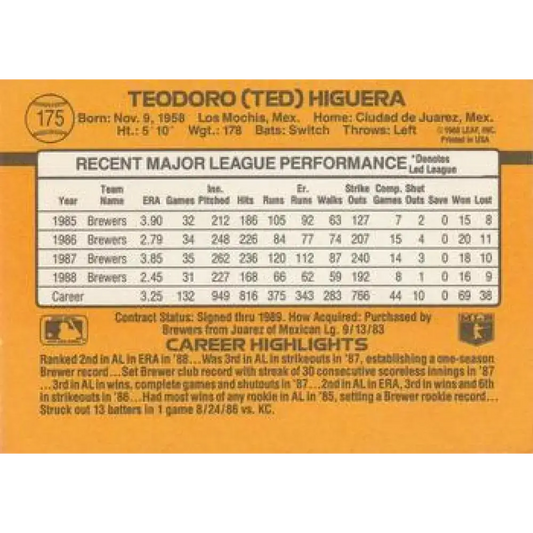 TEODORO (TED) HIGUERA
175
Born: Nov. 9, 1958 Los Mochis, Mex. Home: Ciudad de Juarez, Mex.
Ht.: 5'10" Wgt.: 178 Bats: Switch Throws: Left © 1988 LEAF, INC.
Printed in USA
RECENT MAJOR LEAGUE PERFORMANCE *Denotes Led League
Year Team Name ERA Games Inn. Pitched Hits Runs Er. Runs Walks Strike Outs Comp. Games Shut Outs Save Won Lost
1985 Brewers 3.90 32 212 186 105 92 63 127 7 2 0 15 8
1986 Brewers 2.79 34 248 226 84 77 74 207 15 4 0 20 11
1987 Brewers 3.85 35 262 236 120 112 87 240 14 3 0 18 10
1988 Brewers 2.45 31 227 168 66 62 59 192 8 1 0 16 9
Career 3.25 132 949 816 375 343 283 766 44 10 0 69 38
Contract Status: Signed thru 1989. How Acquired: Purchased by
Brewers from Juarez of Mexican Lg. 9/13/83
CAREER HIGHLIGHTS
Ranked 2nd in AL in ERA in '88...Was 3rd in AL in strikeouts in '87, establishing a one-season
Brewer record...Set Brewer club record with streak of 30 consecutive scoreless innings in '87
...3rd in AL in wins, complete games and shutouts in '87...2nd in AL in ERA, 3rd in wins and 6th
in strikeouts in '86...Had most wins of any rookie in AL in '85, setting a Brewer rookie record...
Struck out 13 batters in 1 game 8/24/86 vs. KC.